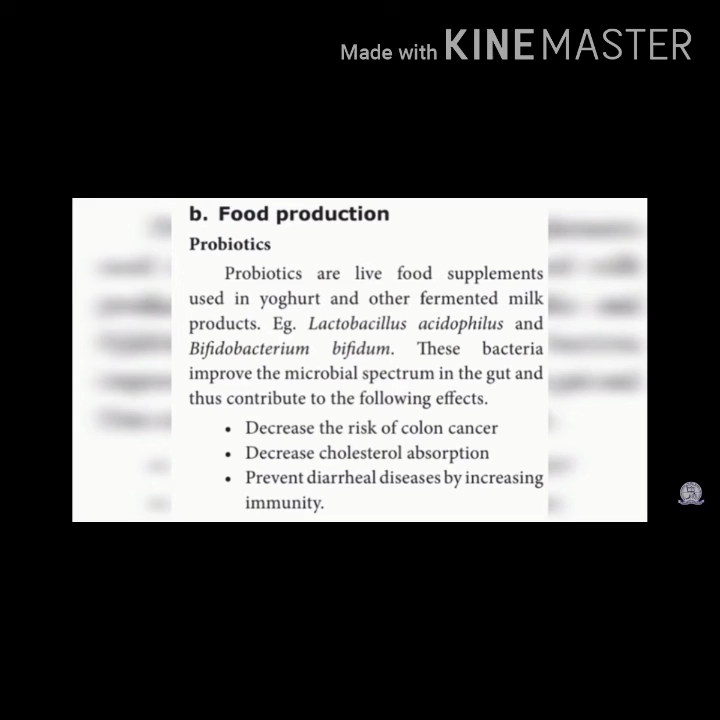 Made with KINEMASTER
b. Food production
Probiotics
Probiotics are live food supplements
used in yoghurt and other fermented milk
products. Eg. Lactobacillus acidophilus and
Bifidobacterium bifidum. These bacteria
improve the microbial spectrum in the gut and
thus contribute to the following effects.
• Decrease the risk of colon cancer
• Decrease cholesterol absorption
• Prevent diarrheal diseases by increasing
immunity.